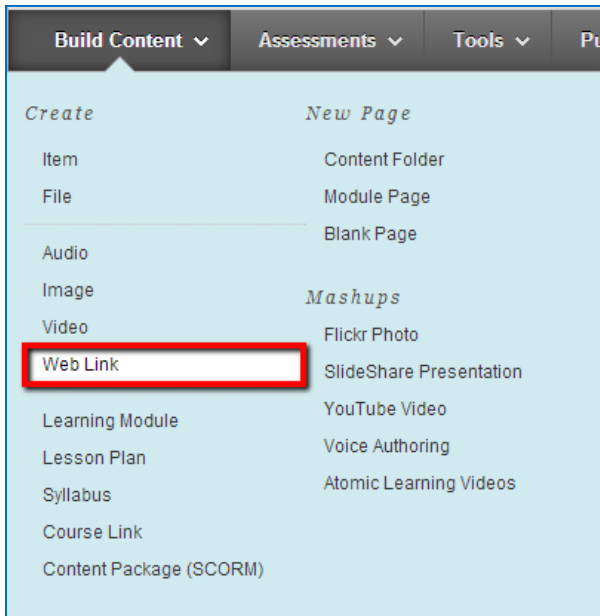 Build Content Assessments Tools Pu
Create
Item
File
Audio
Image
Video
Web Link
Learning Module
Lesson Plan
Syllabus
Course Link
Content Package (SCORM)
New Page
Content Folder
Module Page
Blank Page
Mashups
Flickr Photo
SlideShare Presentation
YouTube Video
Voice Authoring
Atomic Learning Videos